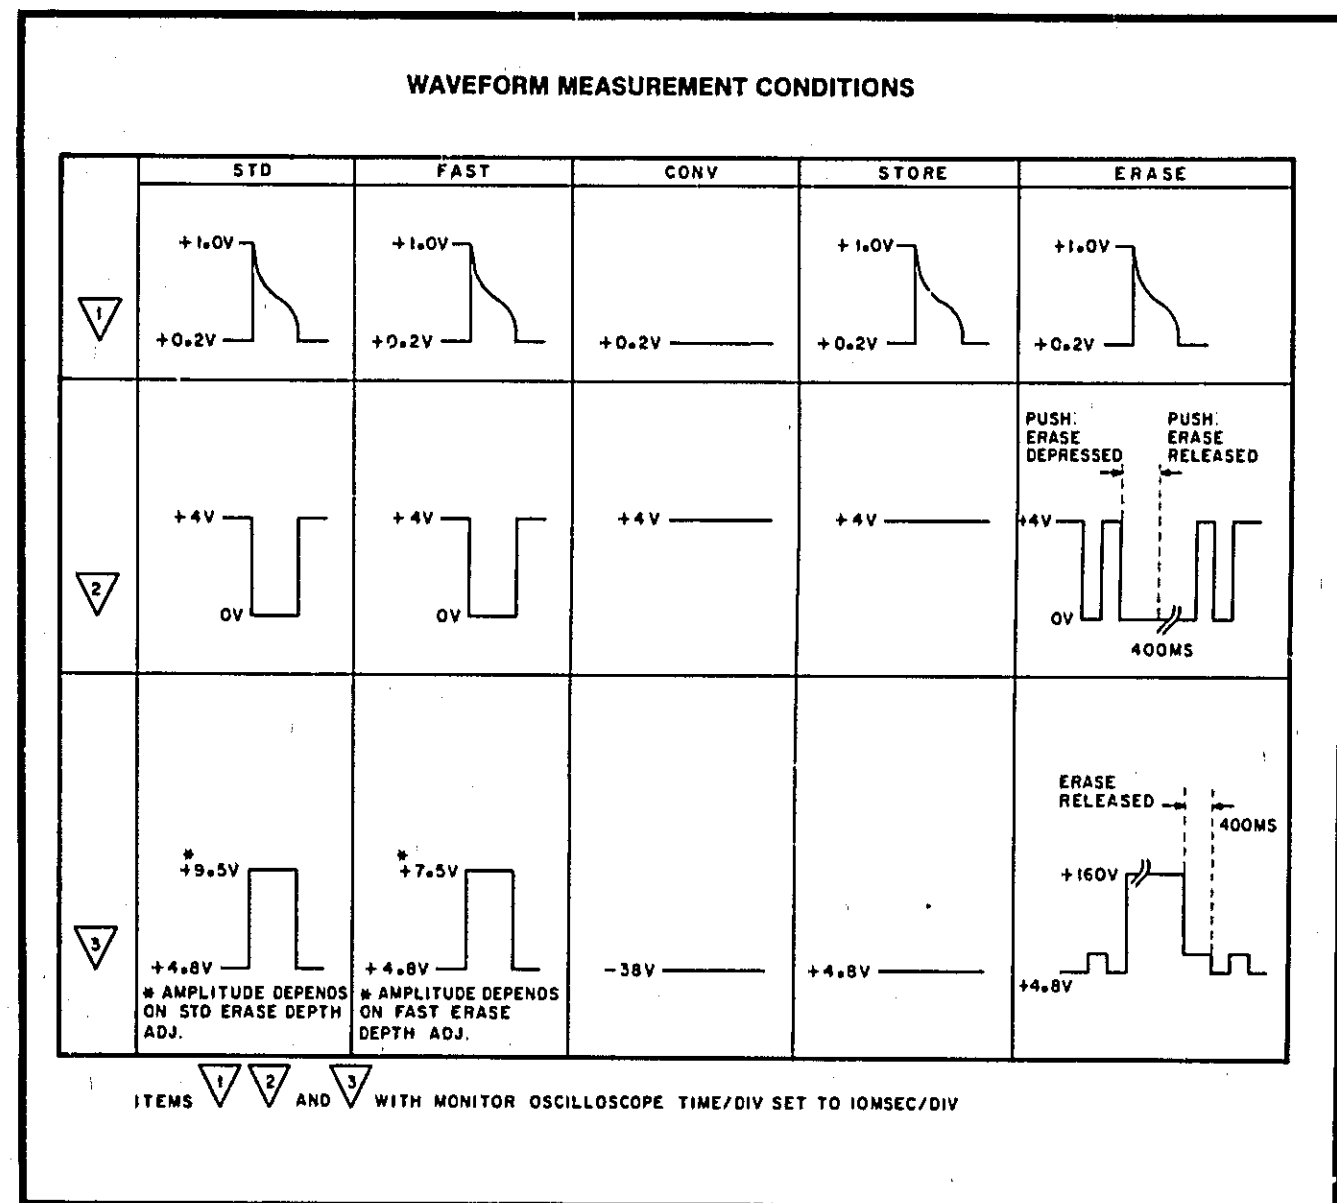 WAVEFORM MEASUREMENT CONDITIONS
STD FAST CONV STORE ERASE
1
+1.0V
+0.2V
+1.0V
+0.2V
+0.2V
+1.0V
+0.2V
+1.0V
+0.2V
2
+4V
0V
+4V
0V
+4V
+4V
PUSH:
ERASE
DEPRESSED
PUSH:
ERASE
RELEASED
+4V
0V
400MS
3
*
+9.5V
+4.8V
* AMPLITUDE DEPENDS
ON STD ERASE DEPTH
ADJ.
*
+7.5V
+4.8V
* AMPLITUDE DEPENDS
ON FAST ERASE
DEPTH ADJ.
-38V
+4.8V
ERASE
RELEASED
400MS
+160V
+4.8V
ITEMS 1 2 AND 3 WITH MONITOR OSCILLOSCOPE TIME/DIV SET TO 10MSEC/DIV